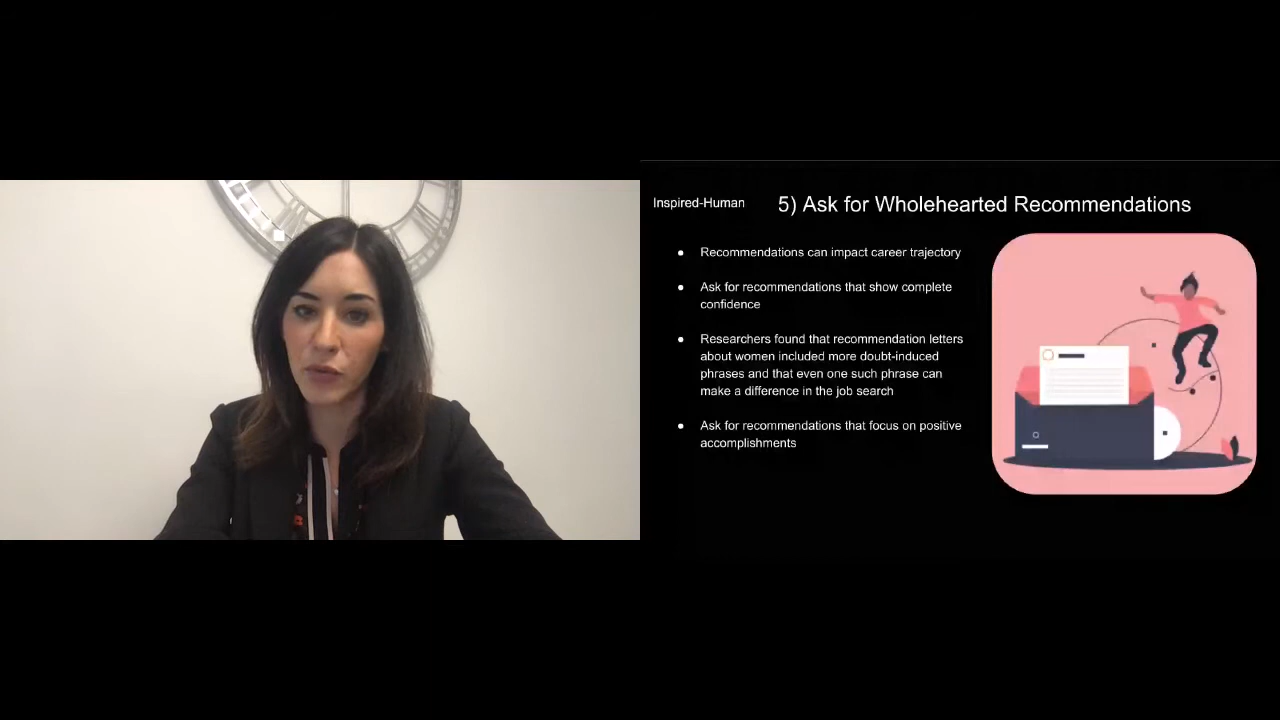 Inspired-Human
5) Ask for Wholehearted Recommendations
● Recommendations can impact career trajectory
● Ask for recommendations that show complete
confidence
● Researchers found that recommendation letters
about women included more doubt-induced
phrases and that even one such phrase can
make a difference in the job search
● Ask for recommendations that focus on positive
accomplishments